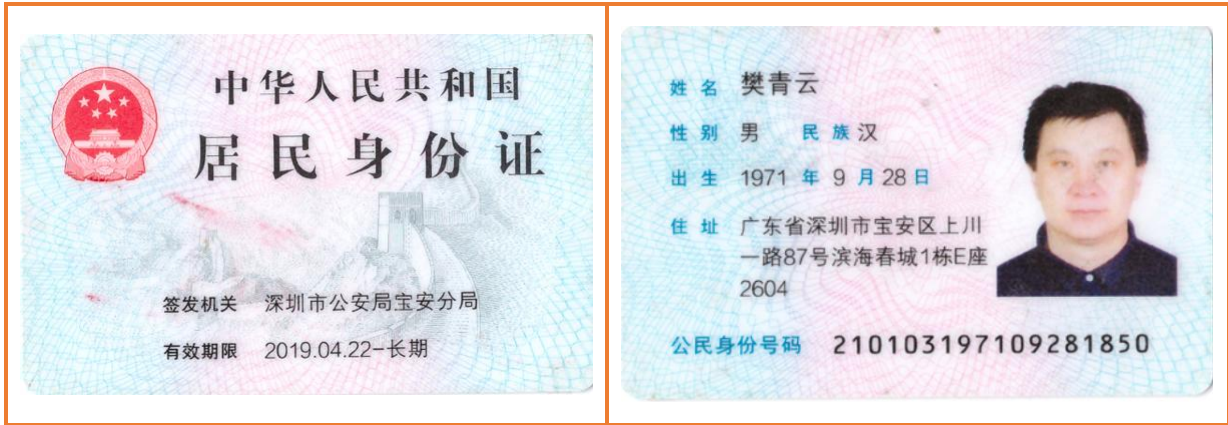 中华人民共和国
居民身份证
签发机关 深圳市公安局宝安分局
有效期限 2019.04.22-长期
姓名 樊青云
性别 男 民族 汉
出生 1971 年 9 月 28 日
住址 广东省深圳市宝安区上川
一路87号滨海春城1栋E座
2604
公民身份号码 210103197109281850